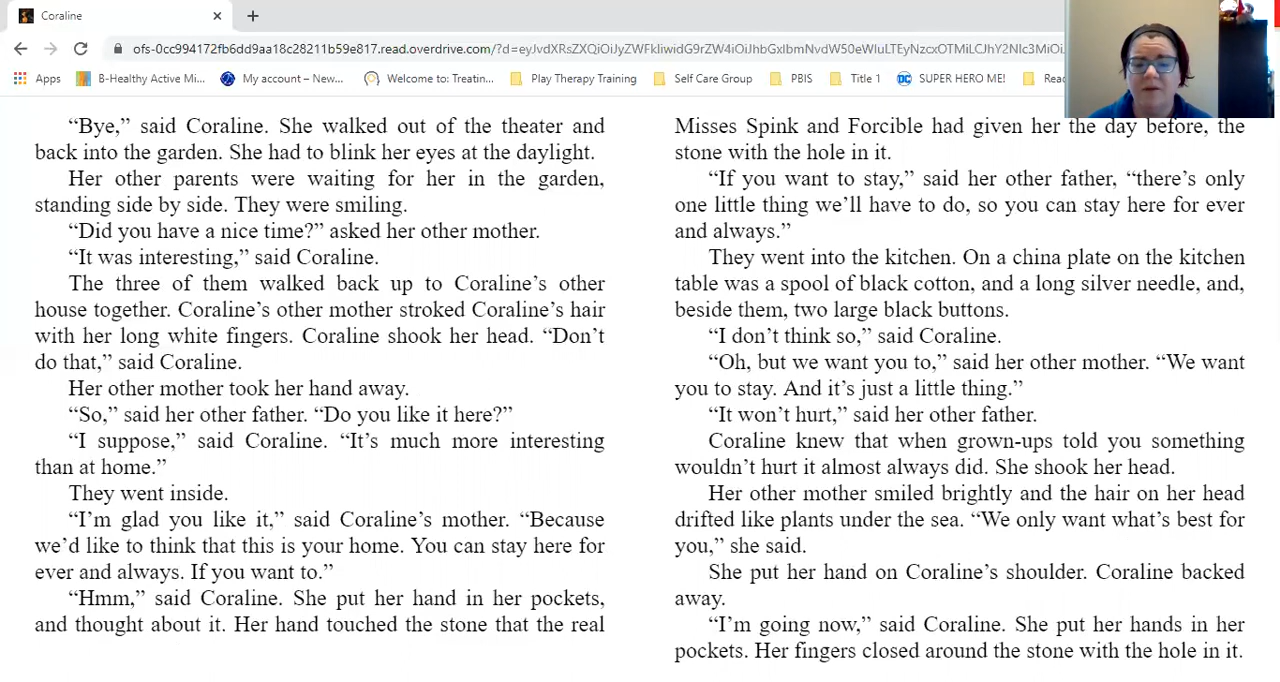 Coraline
ofs-0cc994172fb6dd9aa18c28211b59e817.read.overdrive.com/?d=
Apps
B-Healthy Active Mi...
My account – New...
Welcome to: Treatin...
Play Therapy Training
Self Care Group
PBIS
Title 1
SUPER HERO ME!
“Bye,” said Coraline. She walked out of the theater and
back into the garden. She had to blink her eyes at the daylight.
Her other parents were waiting for her in the garden,
standing side by side. They were smiling.
“Did you have a nice time?” asked her other mother.
“It was interesting,” said Coraline.
The three of them walked back up to Coraline’s other
house together. Coraline’s other mother stroked Coraline’s hair
with her long white fingers. Coraline shook her head. “Don’t
do that,” said Coraline.
Her other mother took her hand away.
“So,” said her other father. “Do you like it here?”
“I suppose,” said Coraline. “It’s much more interesting
than at home.”
They went inside.
“I’m glad you like it,” said Coraline’s mother. “Because
we’d like to think that this is your home. You can stay here for
ever and always. If you want to.”
“Hmm,” said Coraline. She put her hand in her pockets,
and thought about it. Her hand touched the stone that the real
Misses Spink and Forcible had given her the day before, the
stone with the hole in it.
“If you want to stay,” said her other father, “there’s only
one little thing we’ll have to do, so you can stay here for ever
and always.”
They went into the kitchen. On a china plate on the kitchen
table was a spool of black cotton, and a long silver needle, and,
beside them, two large black buttons.
“I don’t think so,” said Coraline.
“Oh, but we want you to,” said her other mother. “We want
you to stay. And it’s just a little thing.”
“It won’t hurt,” said her other father.
Coraline knew that when grown-ups told you something
wouldn’t hurt it almost always did. She shook her head.
Her other mother smiled brightly and the hair on her head
drifted like plants under the sea. “We only want what’s best for
you,” she said.
She put her hand on Coraline’s shoulder. Coraline backed
away.
“I’m going now,” said Coraline. She put her hands in her
pockets. Her fingers closed around the stone with the hole in it.